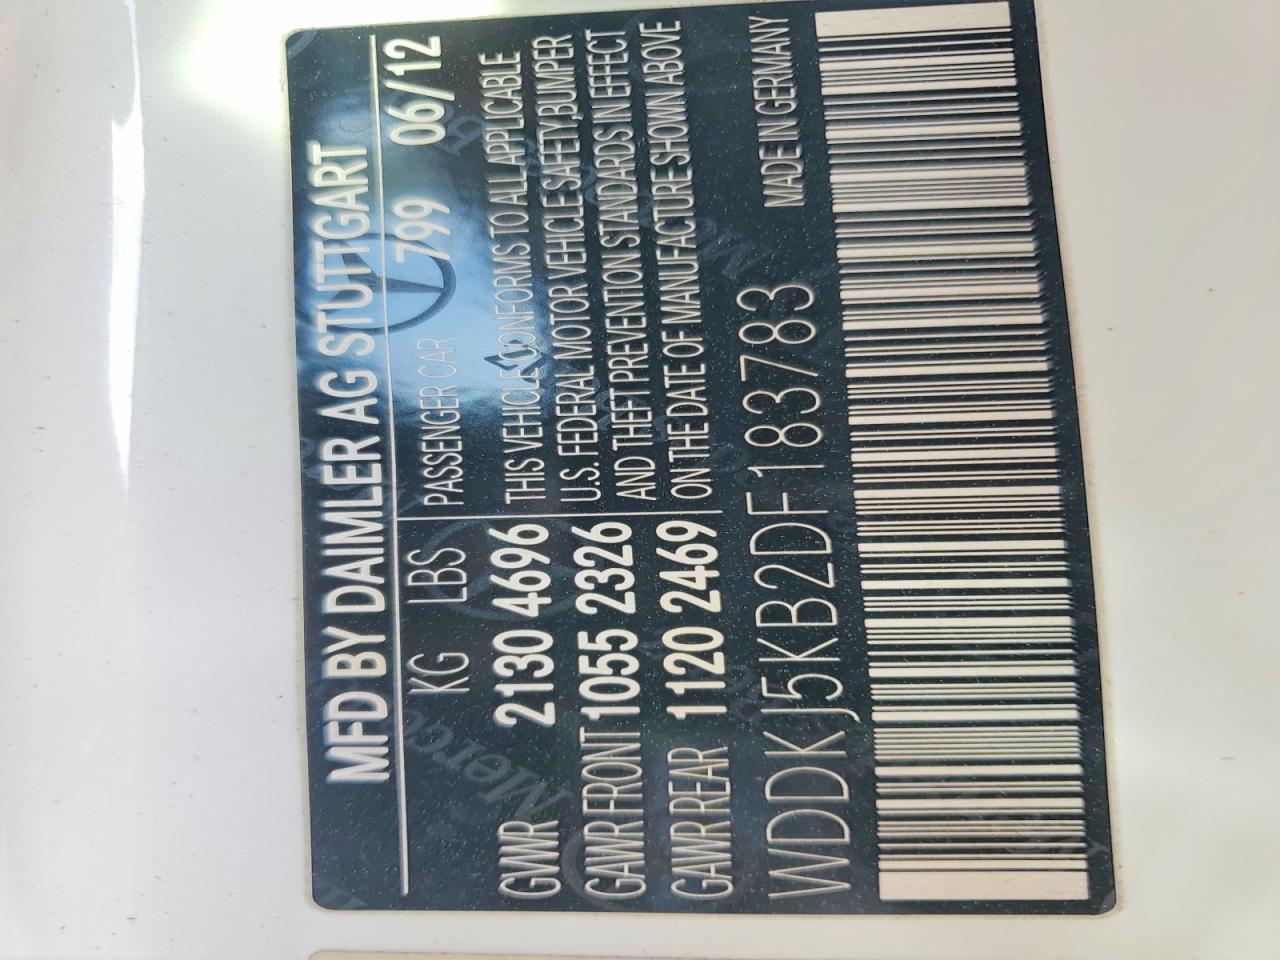 MFD BY DAIMLER AG STUTTGART
KG LBS PASSENGER CAR 799 06/12
GVWR 2130 4696 THIS VEHICLE CONFORMS TO ALL APPLICABLE
GAWR FRONT 1055 2326 U.S. FEDERAL MOTOR VEHICLE SAFETY,BUMPER
AND THEFT PREVENTION STANDARDS IN EFFECT
GAWR REAR 1120 2469 ON THE DATE OF MANUFACTURE SHOWN ABOVE
MADE IN GERMANY
WDDKJ5KB2DF183783